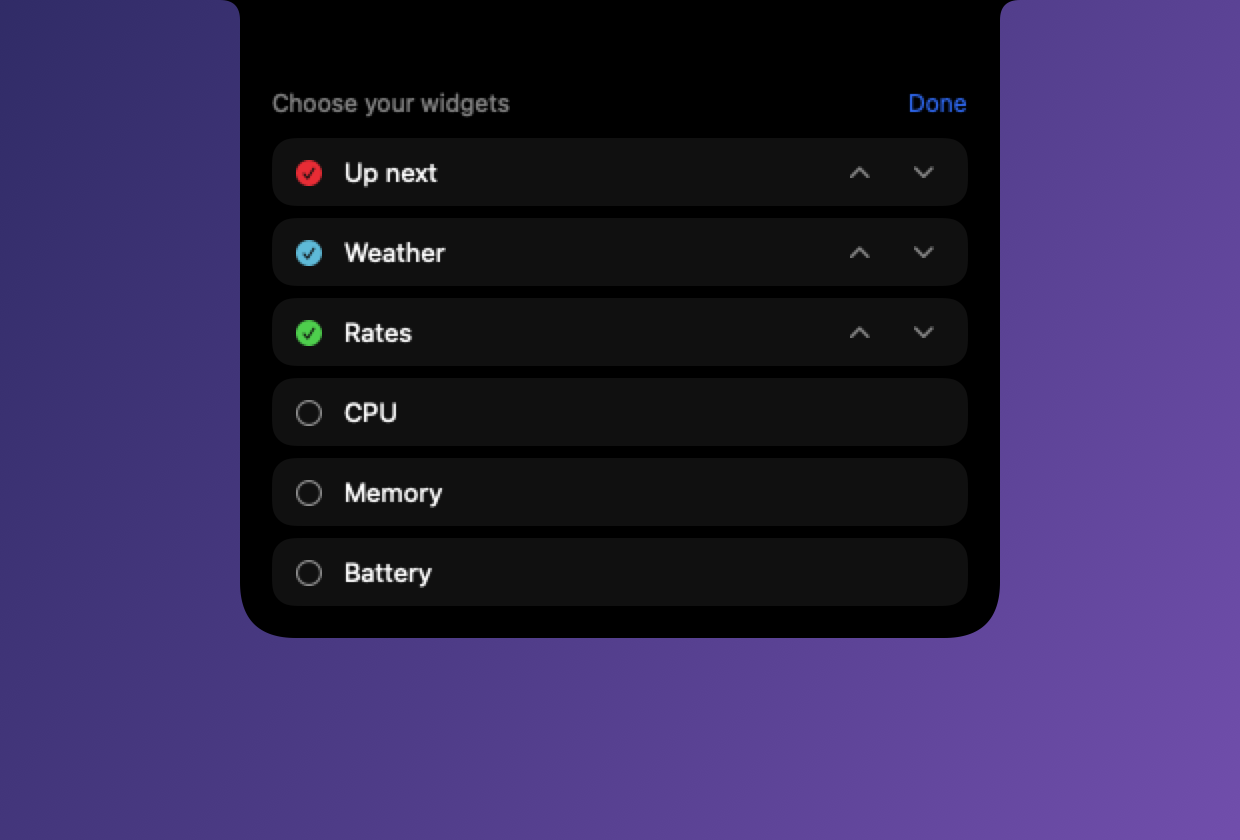 Choose your widgets
Done
Up next
Weather
Rates
CPU
Memory
Battery